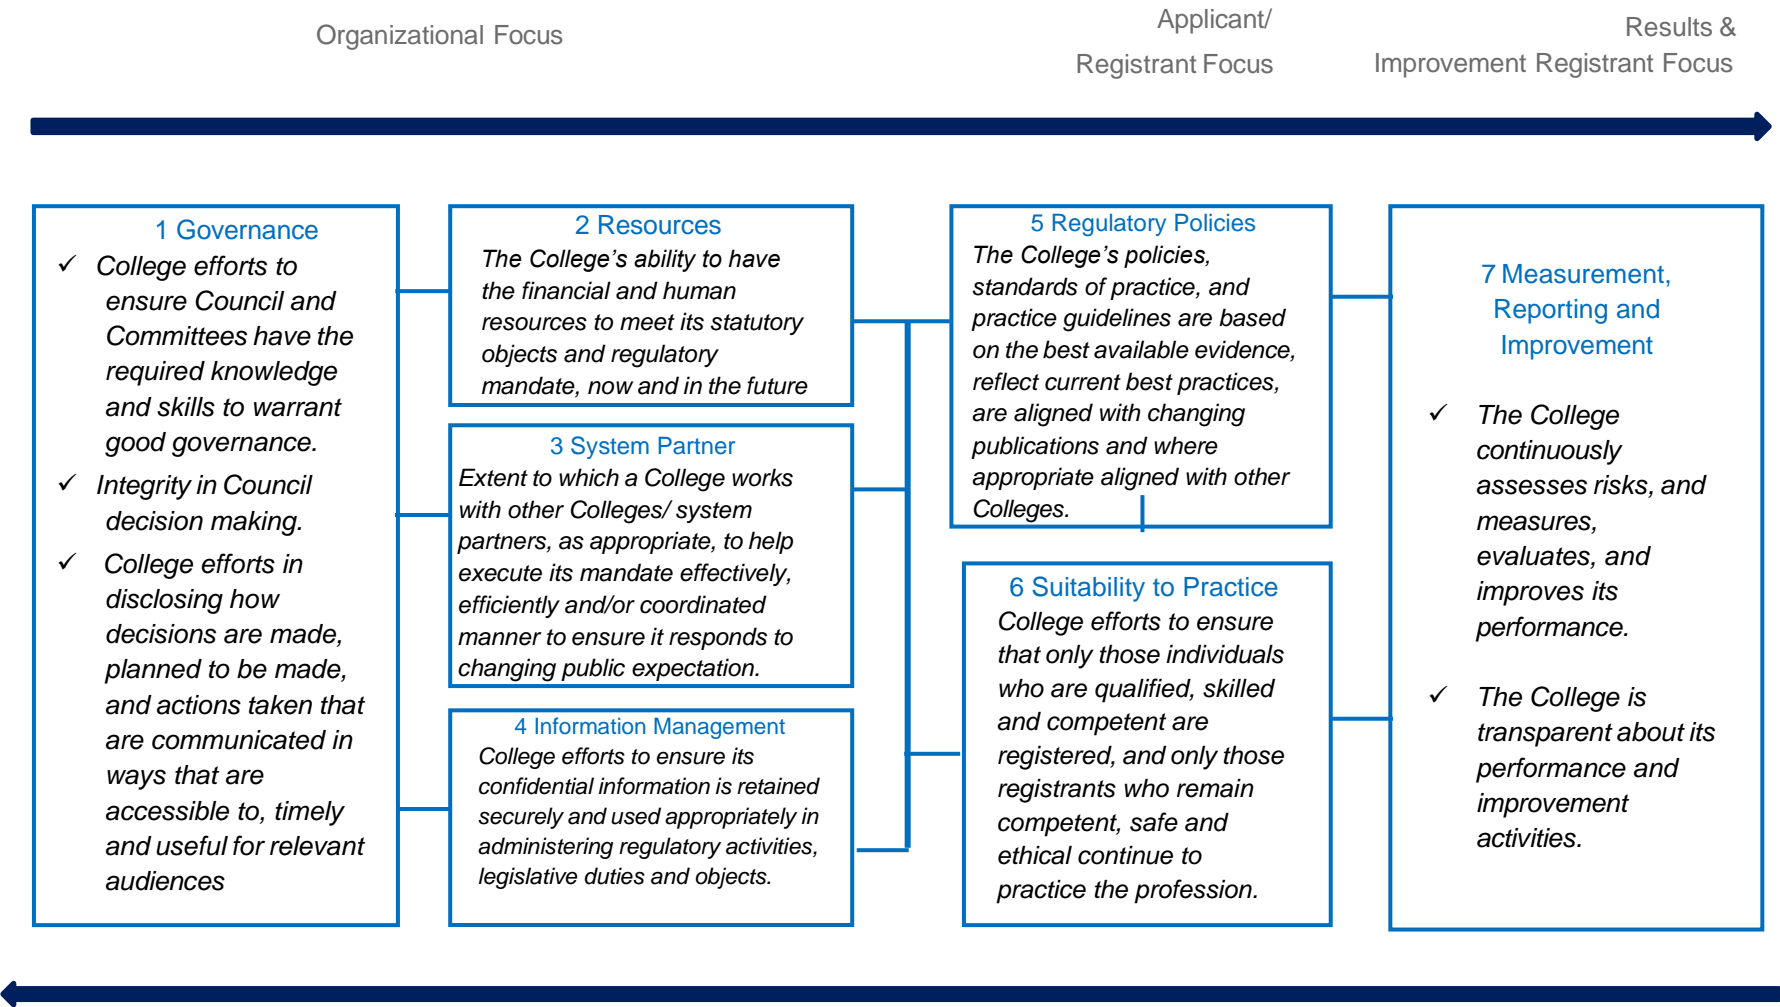 Organizational Focus
Applicant/
Registrant Focus
Results &
Improvement Registrant Focus
1 Governance
✓ College efforts to
ensure Council and
Committees have the
required knowledge
and skills to warrant
good governance.
✓ Integrity in Council
decision making.
✓ College efforts in
disclosing how
decisions are made,
planned to be made,
and actions taken that
are communicated in
ways that are
accessible to, timely
and useful for relevant
audiences
2 Resources
The College’s ability to have
the financial and human
resources to meet its statutory
objects and regulatory
mandate, now and in the future
3 System Partner
Extent to which a College works
with other Colleges/ system
partners, as appropriate, to help
execute its mandate effectively,
efficiently and/or coordinated
manner to ensure it responds to
changing public expectation.
4 Information Management
College efforts to ensure its
confidential information is retained
securely and used appropriately in
administering regulatory activities,
legislative duties and objects.
5 Regulatory Policies
The College’s policies,
standards of practice, and
practice guidelines are based
on the best available evidence,
reflect current best practices,
are aligned with changing
publications and where
appropriate aligned with other
Colleges.
6 Suitability to Practice
College efforts to ensure
that only those individuals
who are qualified, skilled
and competent are
registered, and only those
registrants who remain
competent, safe and
ethical continue to
practice the profession.
7 Measurement,
Reporting and
Improvement
✓ The College
continuously
assesses risks, and
measures,
evaluates, and
improves its
performance.
✓ The College is
transparent about its
performance and
improvement
activities.